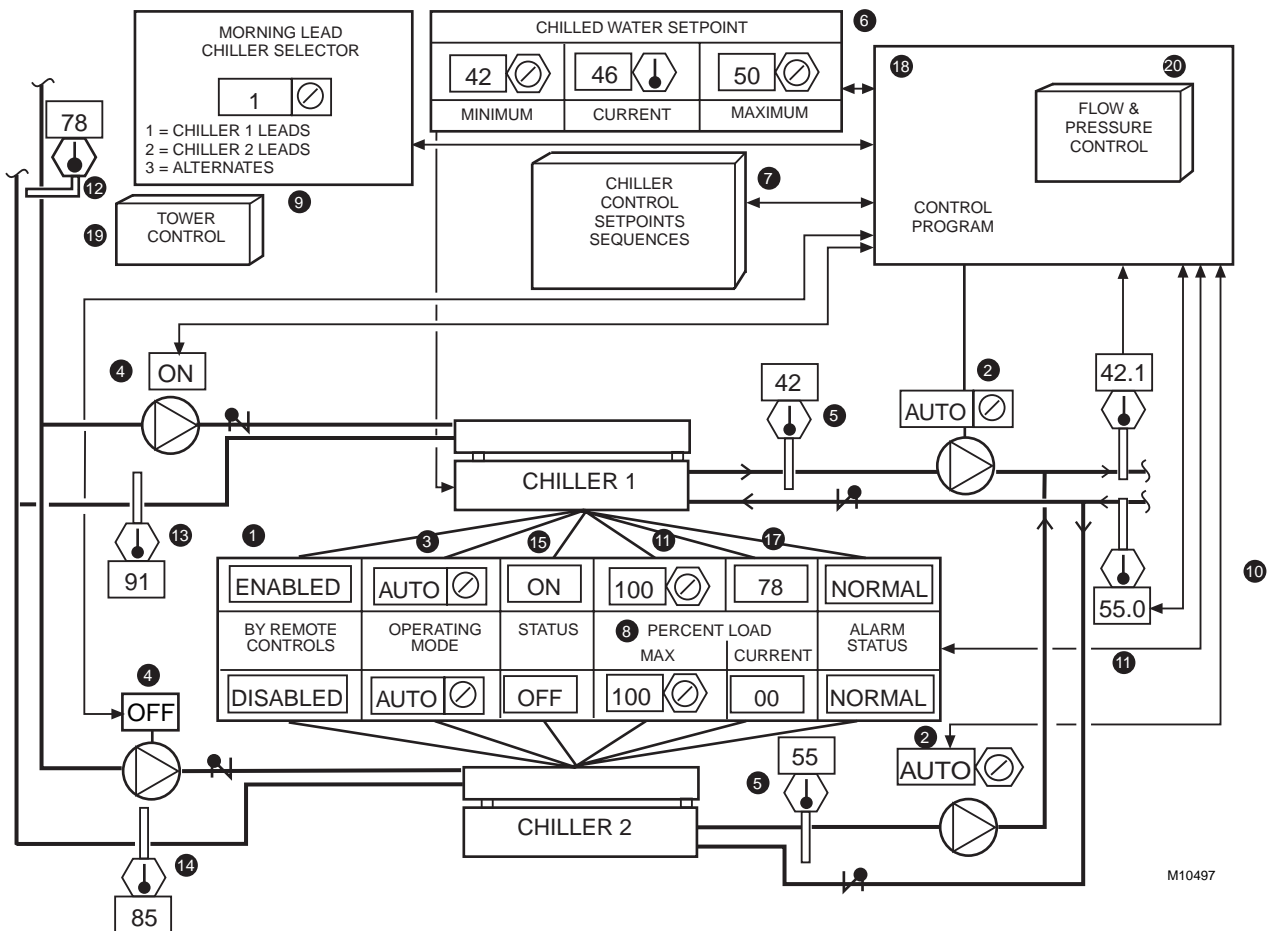 MORNING LEAD
CHILLER SELECTOR
1
1 = CHILLER 1 LEADS
2 = CHILLER 2 LEADS
3 = ALTERNATES
9
CHILLED WATER SETPOINT
6
42
46
50
MINIMUM
CURRENT
MAXIMUM
18
20
FLOW &
PRESSURE
CONTROL
CONTROL
PROGRAM
78
12
19
TOWER
CONTROL
CHILLER
CONTROL
SETPOINTS
SEQUENCES
7
4
ON
42
5
2
AUTO
42.1
CHILLER 1
13
91
55.0
10
11
1
3
15
11
17
ENABLED
AUTO
ON
100
78
NORMAL
BY REMOTE
CONTROLS
OPERATING
MODE
STATUS
8
PERCENT LOAD
MAX
CURRENT
ALARM
STATUS
DISABLED
AUTO
OFF
100
00
NORMAL
4
OFF
2
AUTO
55
5
CHILLER 2
14
85
M10497